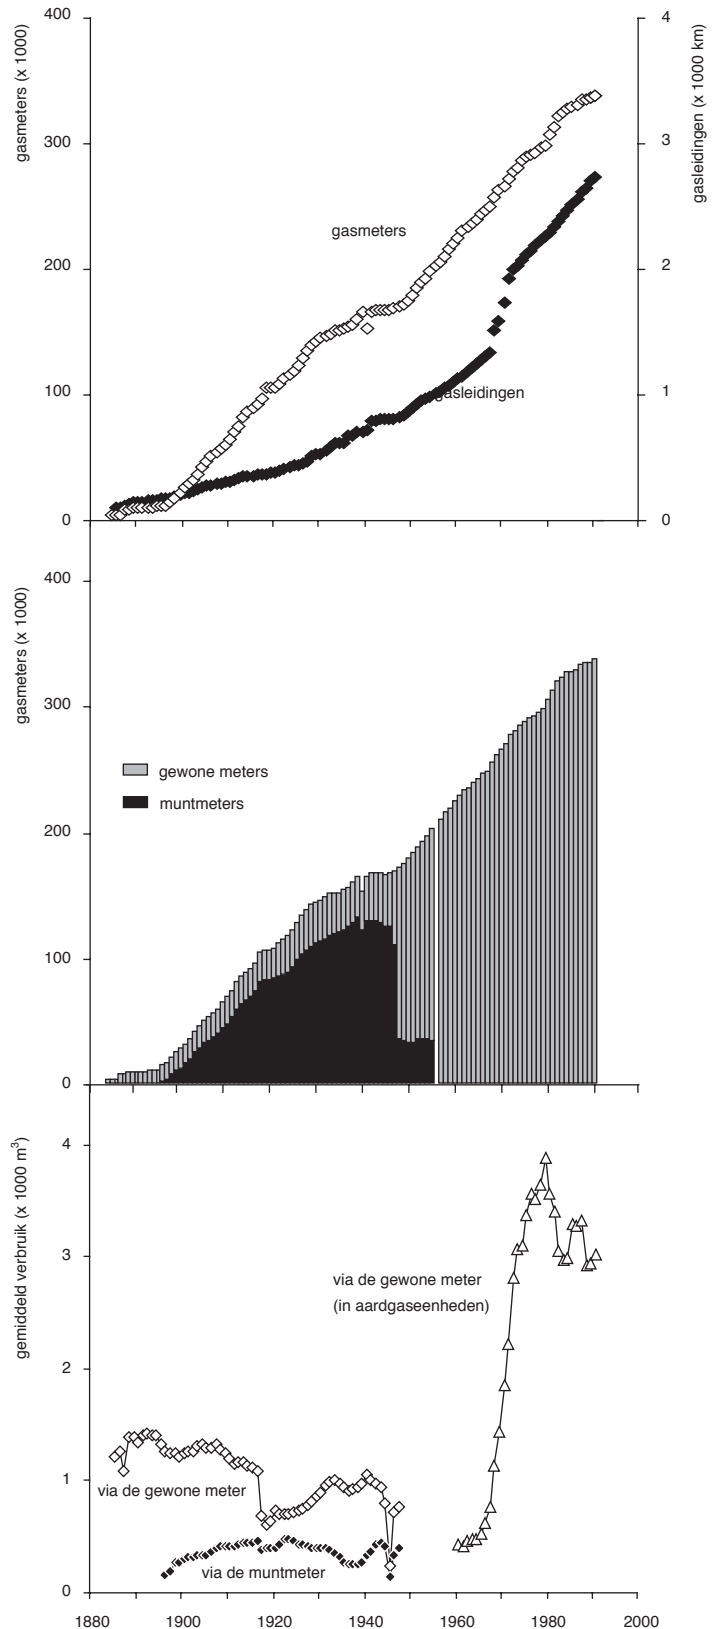 gasmeters (x 1000)
400
300
200
100
0
4
3
2
1
0
gasleidingen (x 1000 km)
gasmeters
gasleidingen
gasmeters (x 1000)
400
300
200
100
0
gewone meters
muntmeters
gemiddeld verbruik (x 1000 m³)
4
3
2
1
0
via de gewone meter
(in aardgaseenheden)
via de gewone meter
via de muntmeter
1880 1900 1920 1940 1960 1980 2000